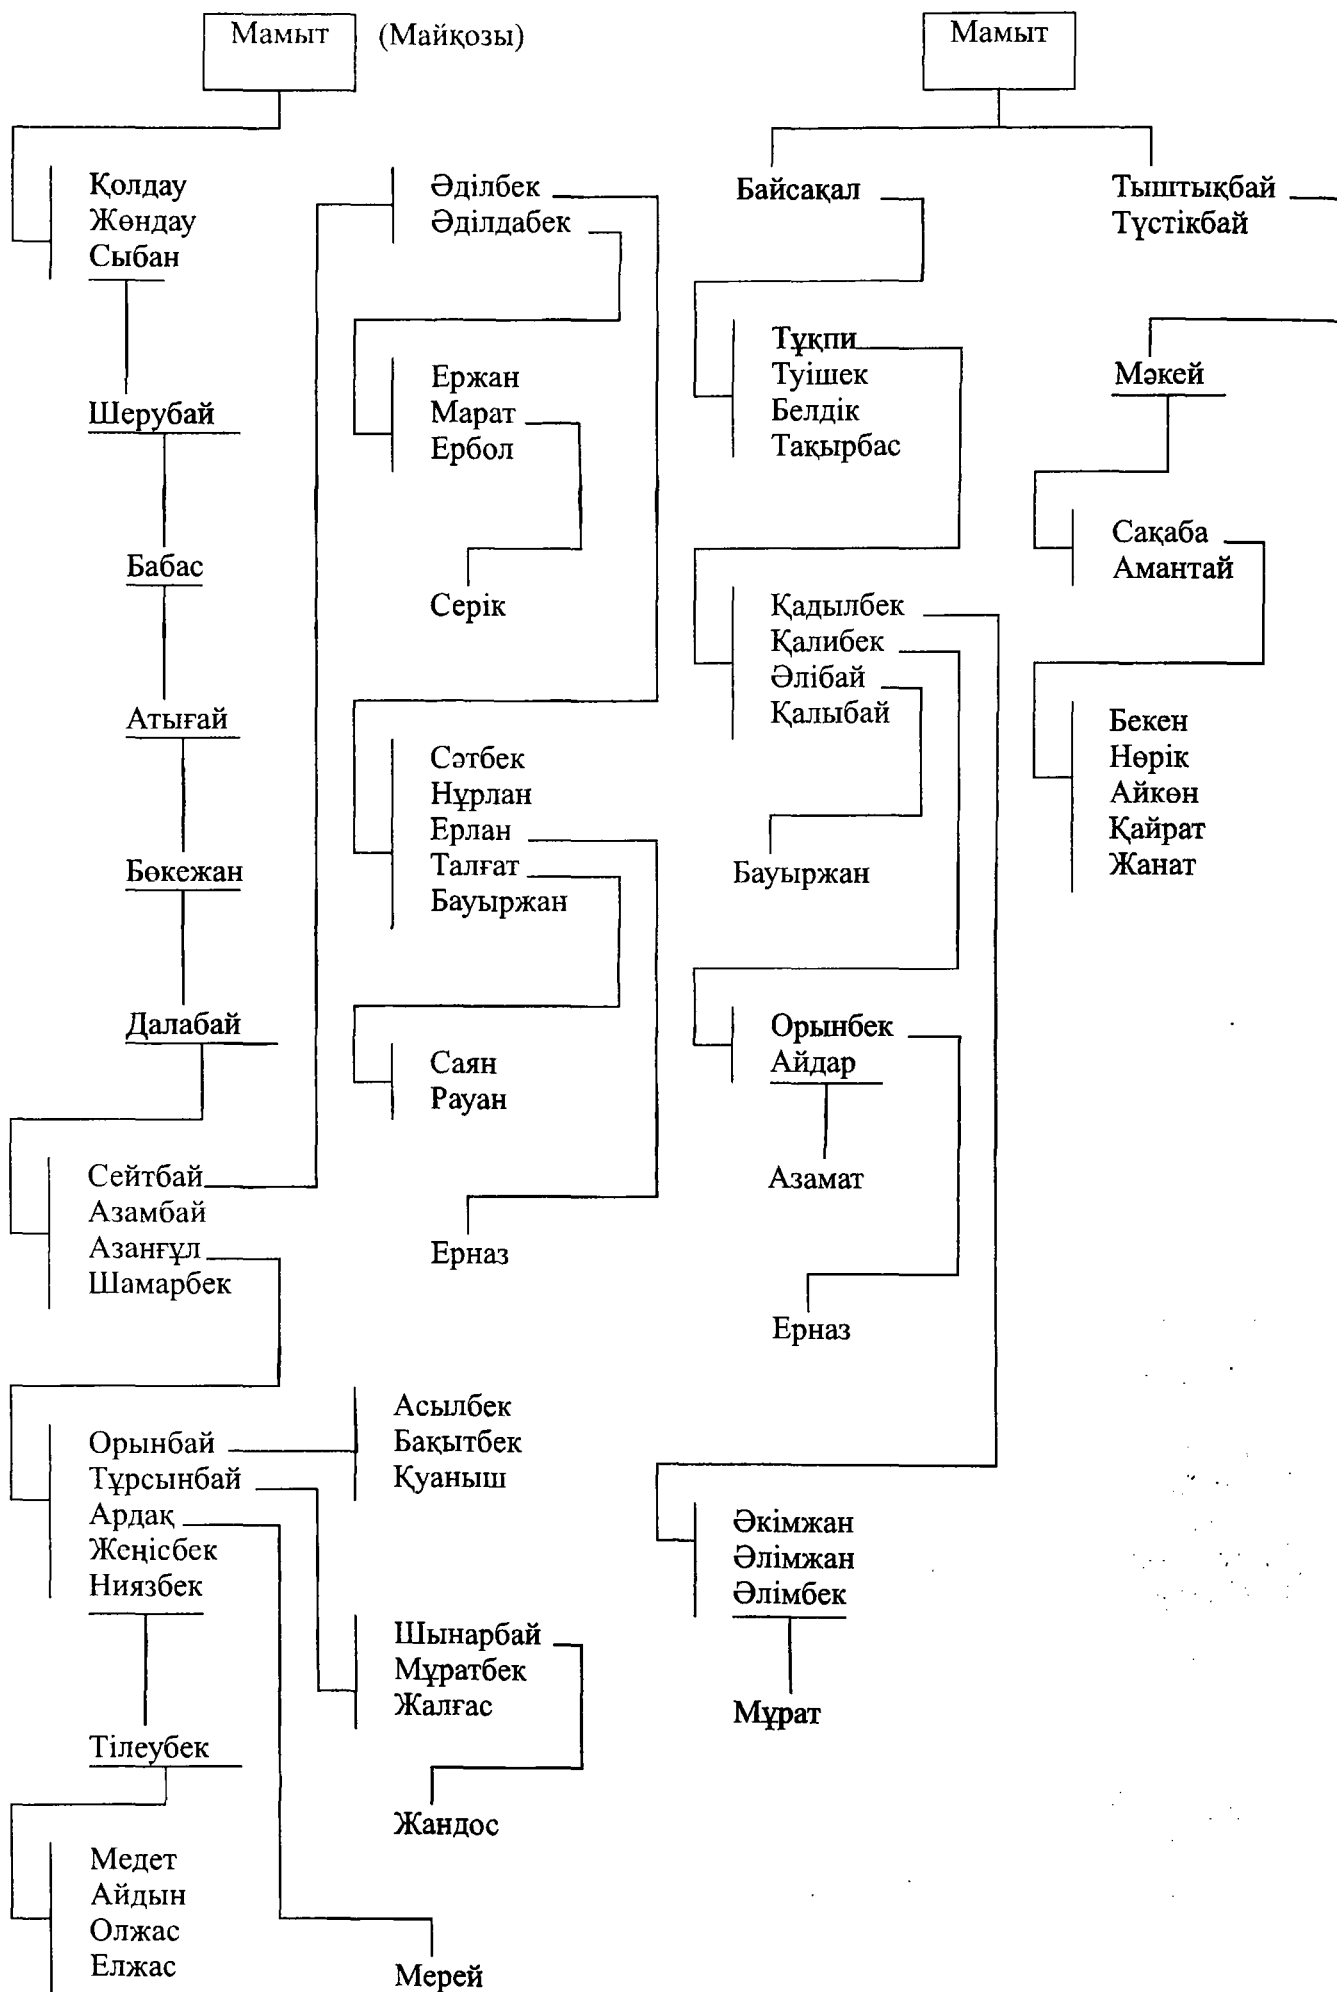 Мамыт (Майқозы)
Қолдау
Жөндау
Сыбан
Шерубай
Бабас
Атығай
Бөкежан
Далабай
Сейтбай
Азамбай
Азанғұл
Шамарбек
Орынбай
Тұрсынбай
Ардақ
Жеңісбек
Ниязбек
Тілеубек
Медет
Айдын
Олжас
Елжас
Әділбек
Әділдабек
Ержан
Марат
Ербол
Серік
Сәтбек
Нұрлан
Ерлан
Талғат
Бауыржан
Саян
Рауан
Ерназ
Асылбек
Бақытбек
Қуаныш
Шынарбай
Мұратбек
Жалғас
Жандос
Мерей
Мамыт
Байсақал
Тұқпи
Туішек
Белдік
Тақырбас
Қадылбек
Қалибек
Әлібай
Қалыбай
Бауыржан
Орынбек
Айдар
Азамат
Ерназ
Әкімжан
Әлімжан
Әлімбек
Мұрат
Тыштықбай
Түстікбай
Мәкей
Сақаба
Амантай
Бекен
Нөрік
Айкөн
Қайрат
Жанат